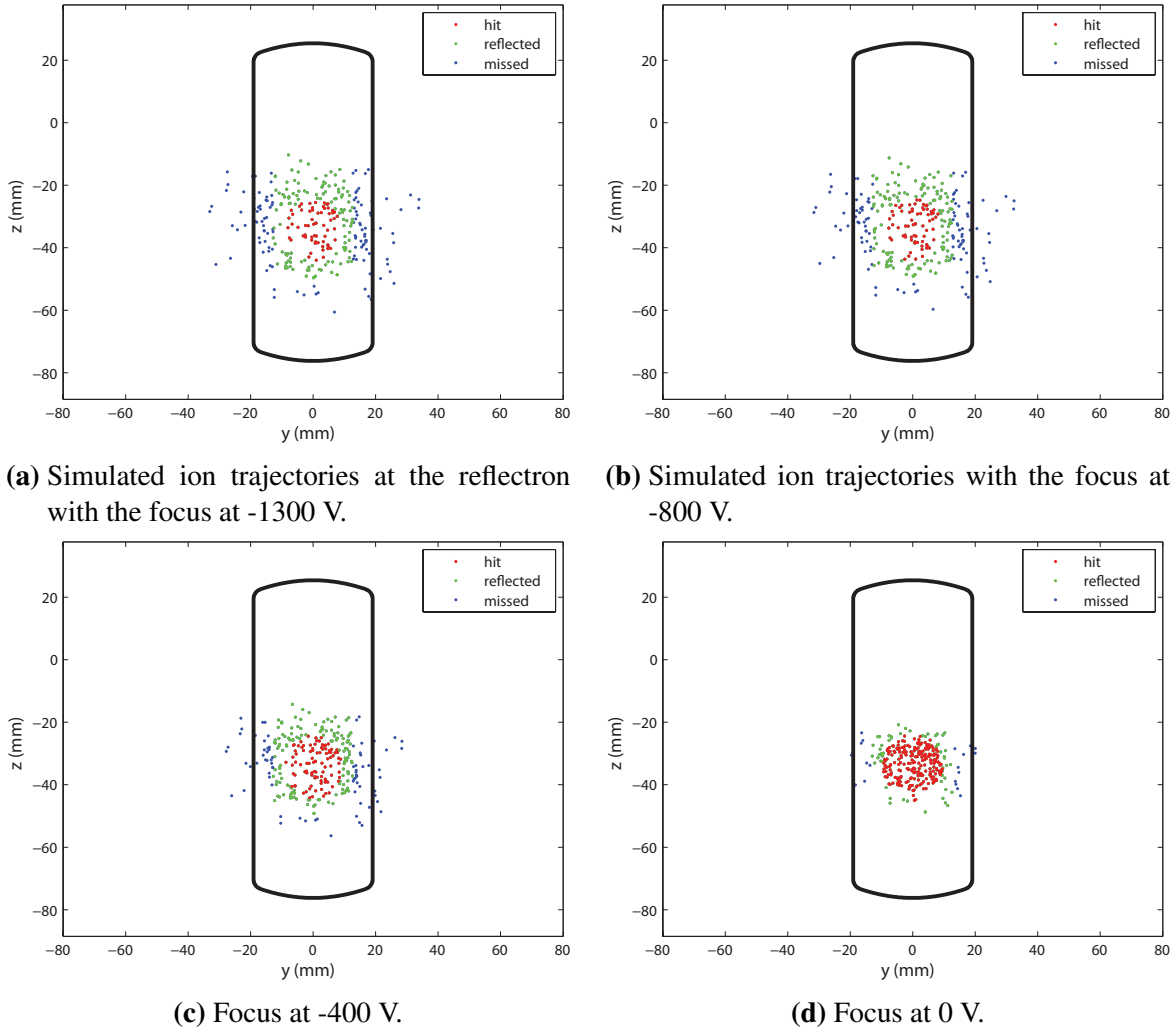 hit
reflected
missed
20
0
−20
−40
−60
−80
z (mm)
−80 −60 −40 −20 0 20 40 60 80
y (mm)
hit
reflected
missed
20
0
−20
−40
−60
−80
z (mm)
−80 −60 −40 −20 0 20 40 60 80
y (mm)
(a) Simulated ion trajectories at the reflectron
with the focus at -1300 V.
(b) Simulated ion trajectories with the focus at
-800 V.
hit
reflected
missed
20
0
−20
−40
−60
−80
z (mm)
−80 −60 −40 −20 0 20 40 60 80
y (mm)
hit
reflected
missed
20
0
−20
−40
−60
−80
z (mm)
−80 −60 −40 −20 0 20 40 60 80
y (mm)
(c) Focus at -400 V.
(d) Focus at 0 V.